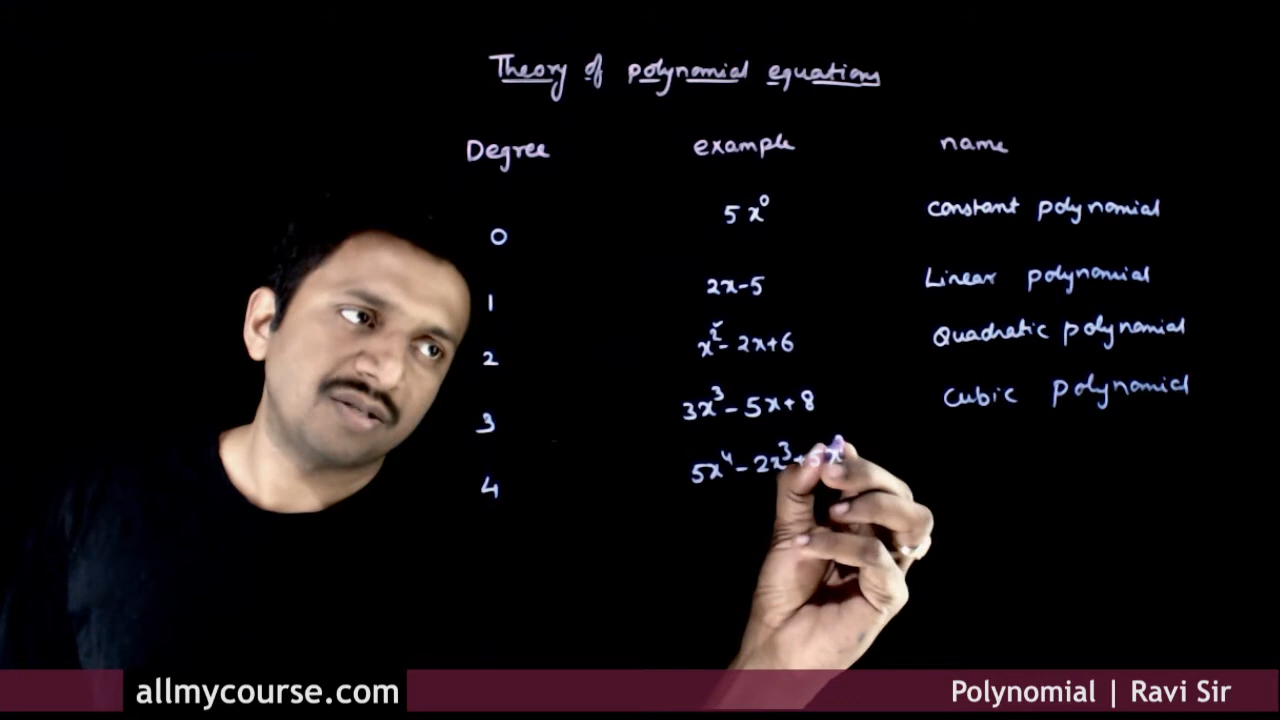 Theory of polynomial equations
Degree example name
0 5x⁰ constant polynomial
1 2x-5 Linear polynomial
2 x²- 2x+6 Quadratic polynomial
3 3x³- 5x+8 Cubic polynomial
4 5x⁴- 2x³+5x
allmycourse.com Polynomial | Ravi Sir